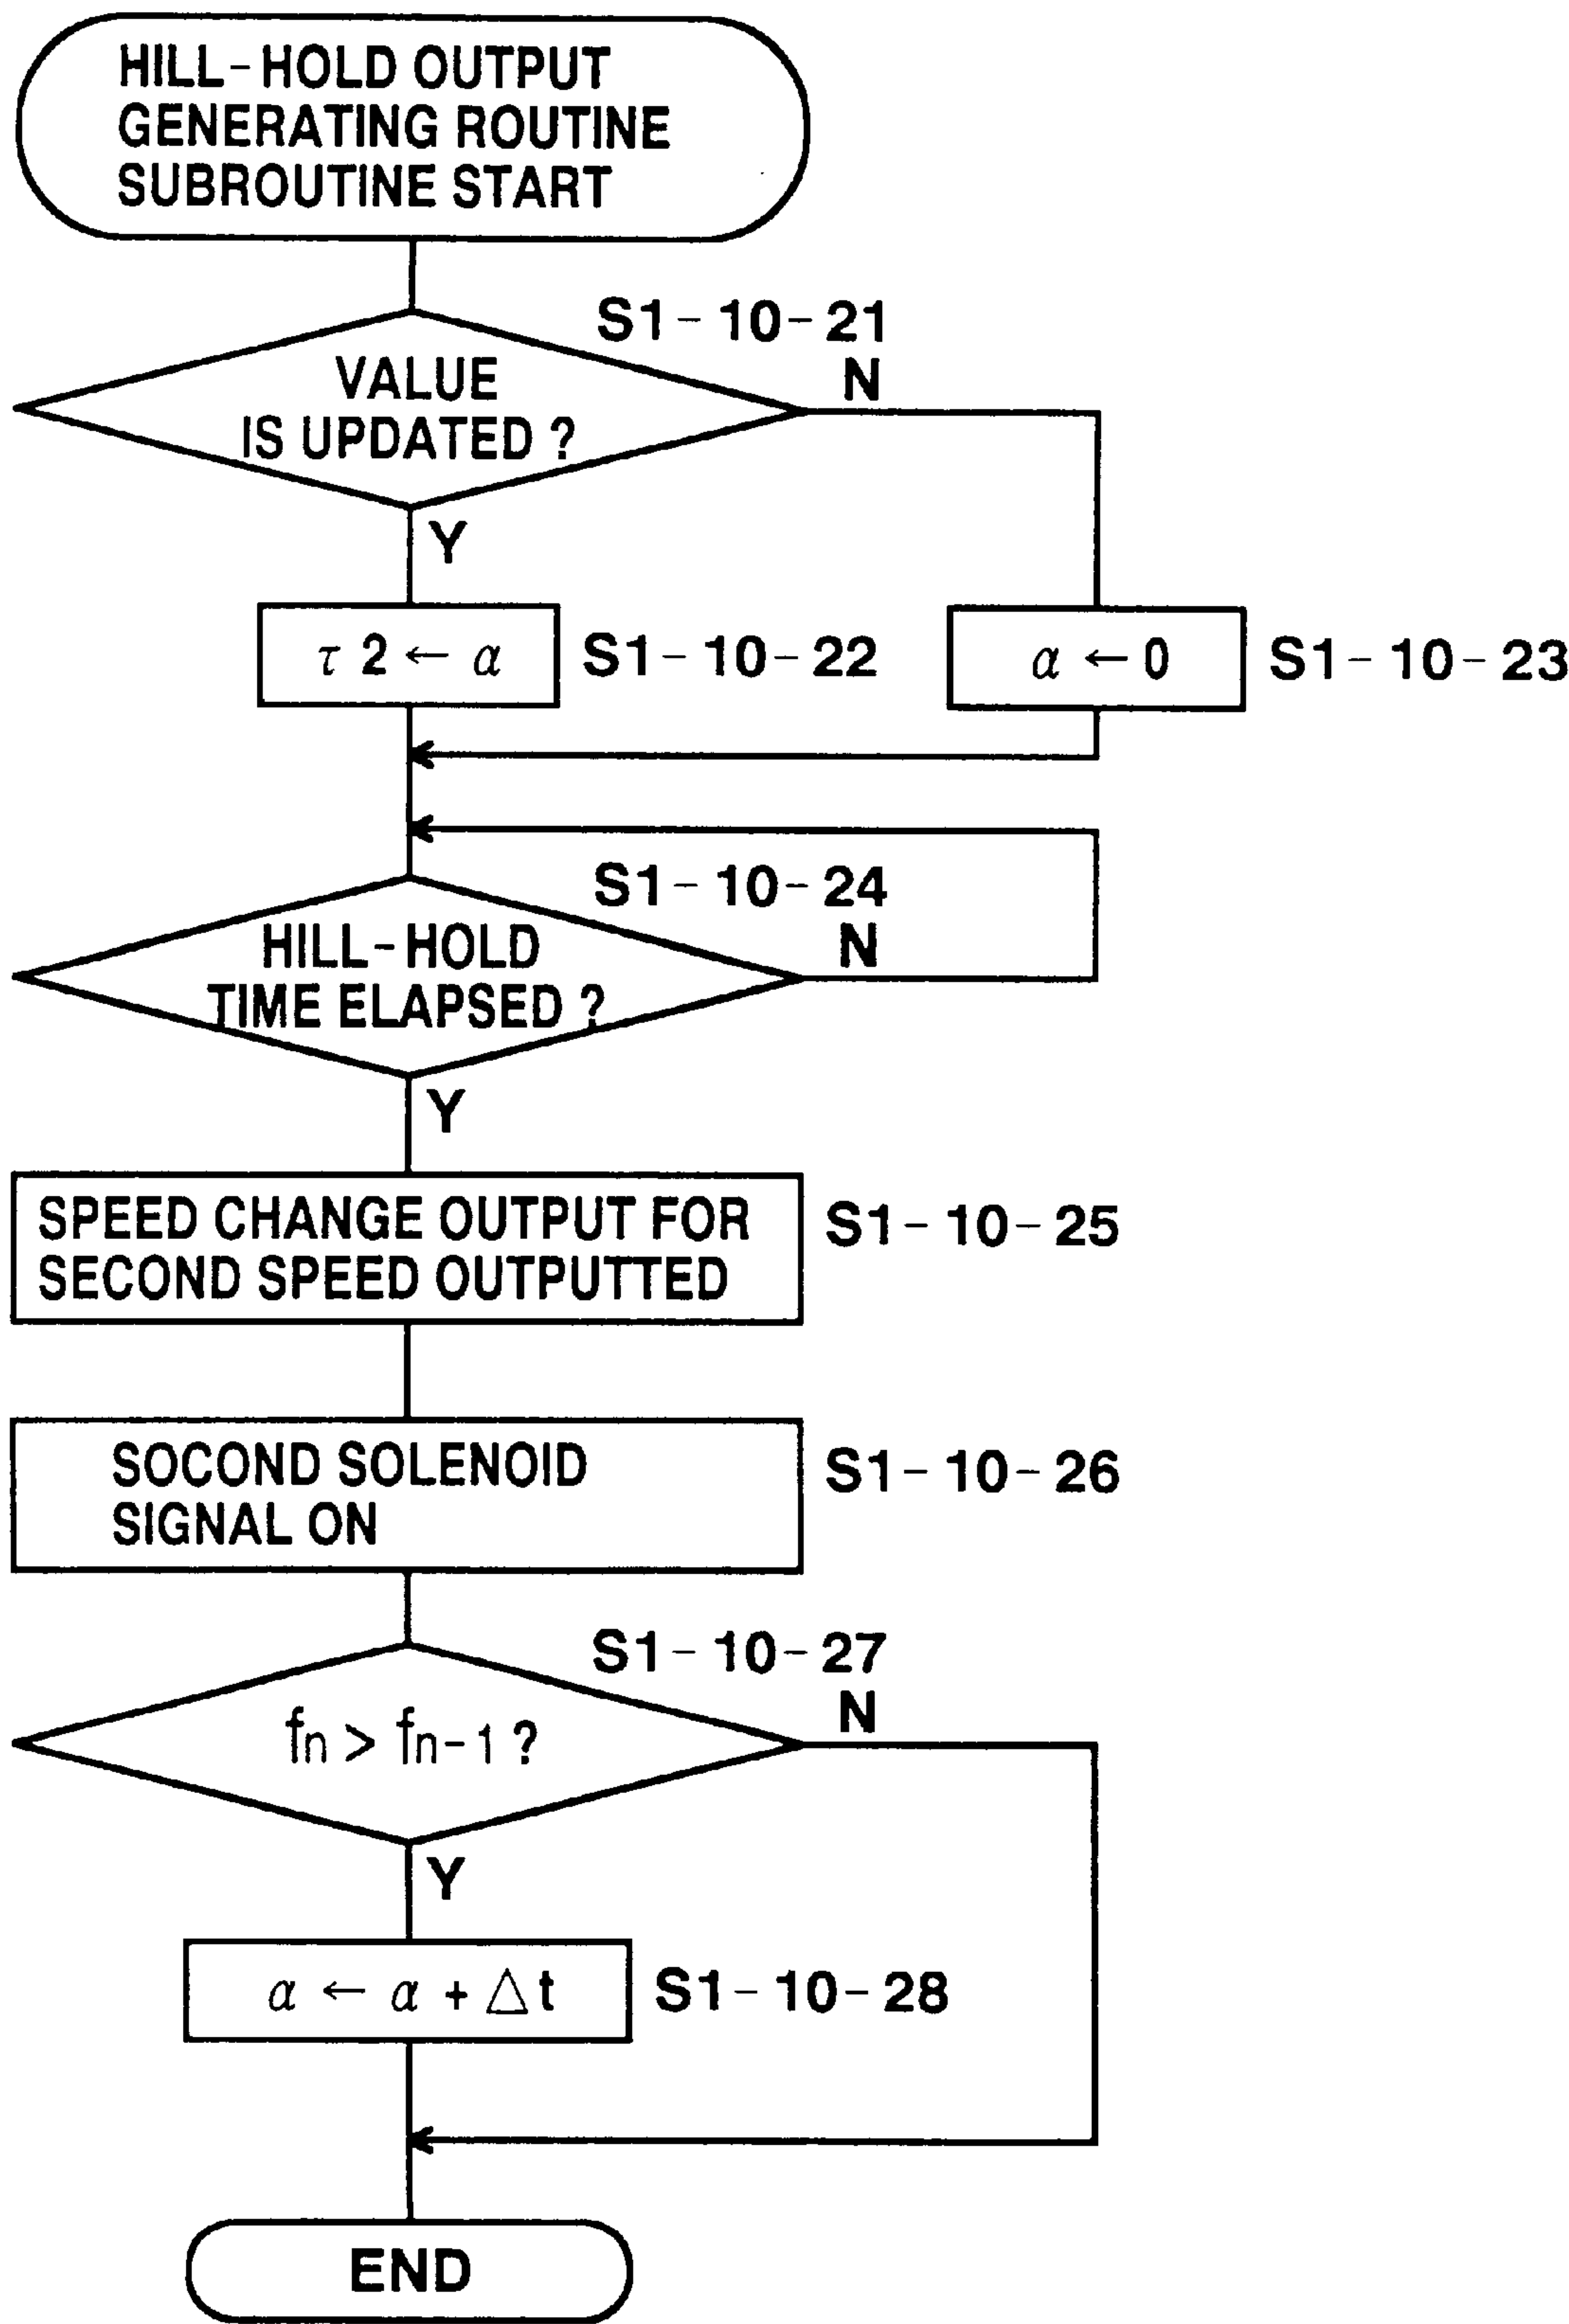 HILL-HOLD OUTPUT
GENERATING ROUTINE
SUBROUTINE START
S1-10-21
VALUE
IS UPDATED ?
N
Y
τ 2 ← α
S1-10-22
α ← 0
S1-10-23
S1-10-24
HILL-HOLD
TIME ELAPSED ?
N
Y
SPEED CHANGE OUTPUT FOR
SECOND SPEED OUTPUTTED
S1-10-25
SOCOND SOLENOID
SIGNAL ON
S1-10-26
S1-10-27
fn > fn-1 ?
N
Y
α ← α + △t
S1-10-28
END